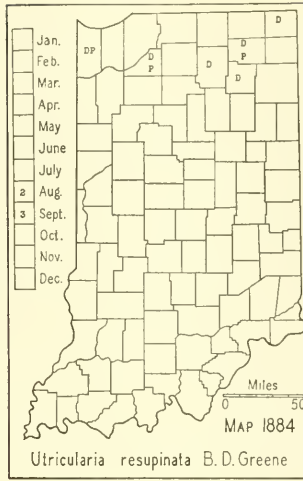 Jan.
Feb.
Mar.
Apr.
May
June
July
2 Aug.
3 Sept.
Oct.
Nov.
Dec.
DP
D
P
D
D
D
P
D
Miles
0 50
MAP 1884
Utricularia resupinata B. D. Greene